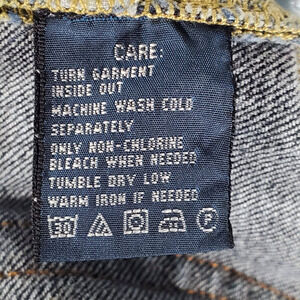 CARE:
TURN GARMENT
INSIDE OUT
MACHINE WASH COLD
SEPARATELY
ONLY NON-CHLORINE
BLEACH WHEN NEEDED
TUMBLE DRY LOW
WARM IRON IF NEEDED
30 P